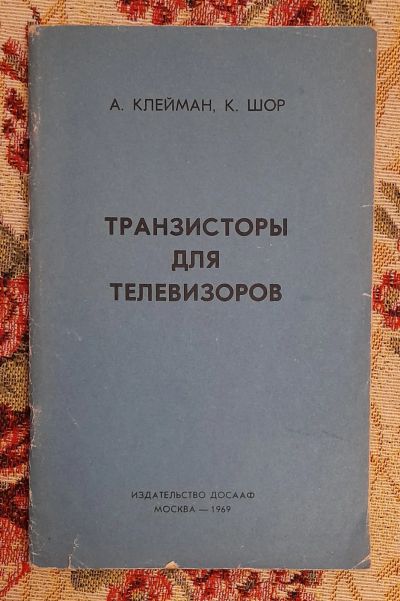 А. КЛЕЙМАН, К. ШОР
ТРАНЗИСТОРЫ
ДЛЯ
ТЕЛЕВИЗОРОВ
ИЗДАТЕЛЬСТВО ДОСААФ
МОСКВА — 1969